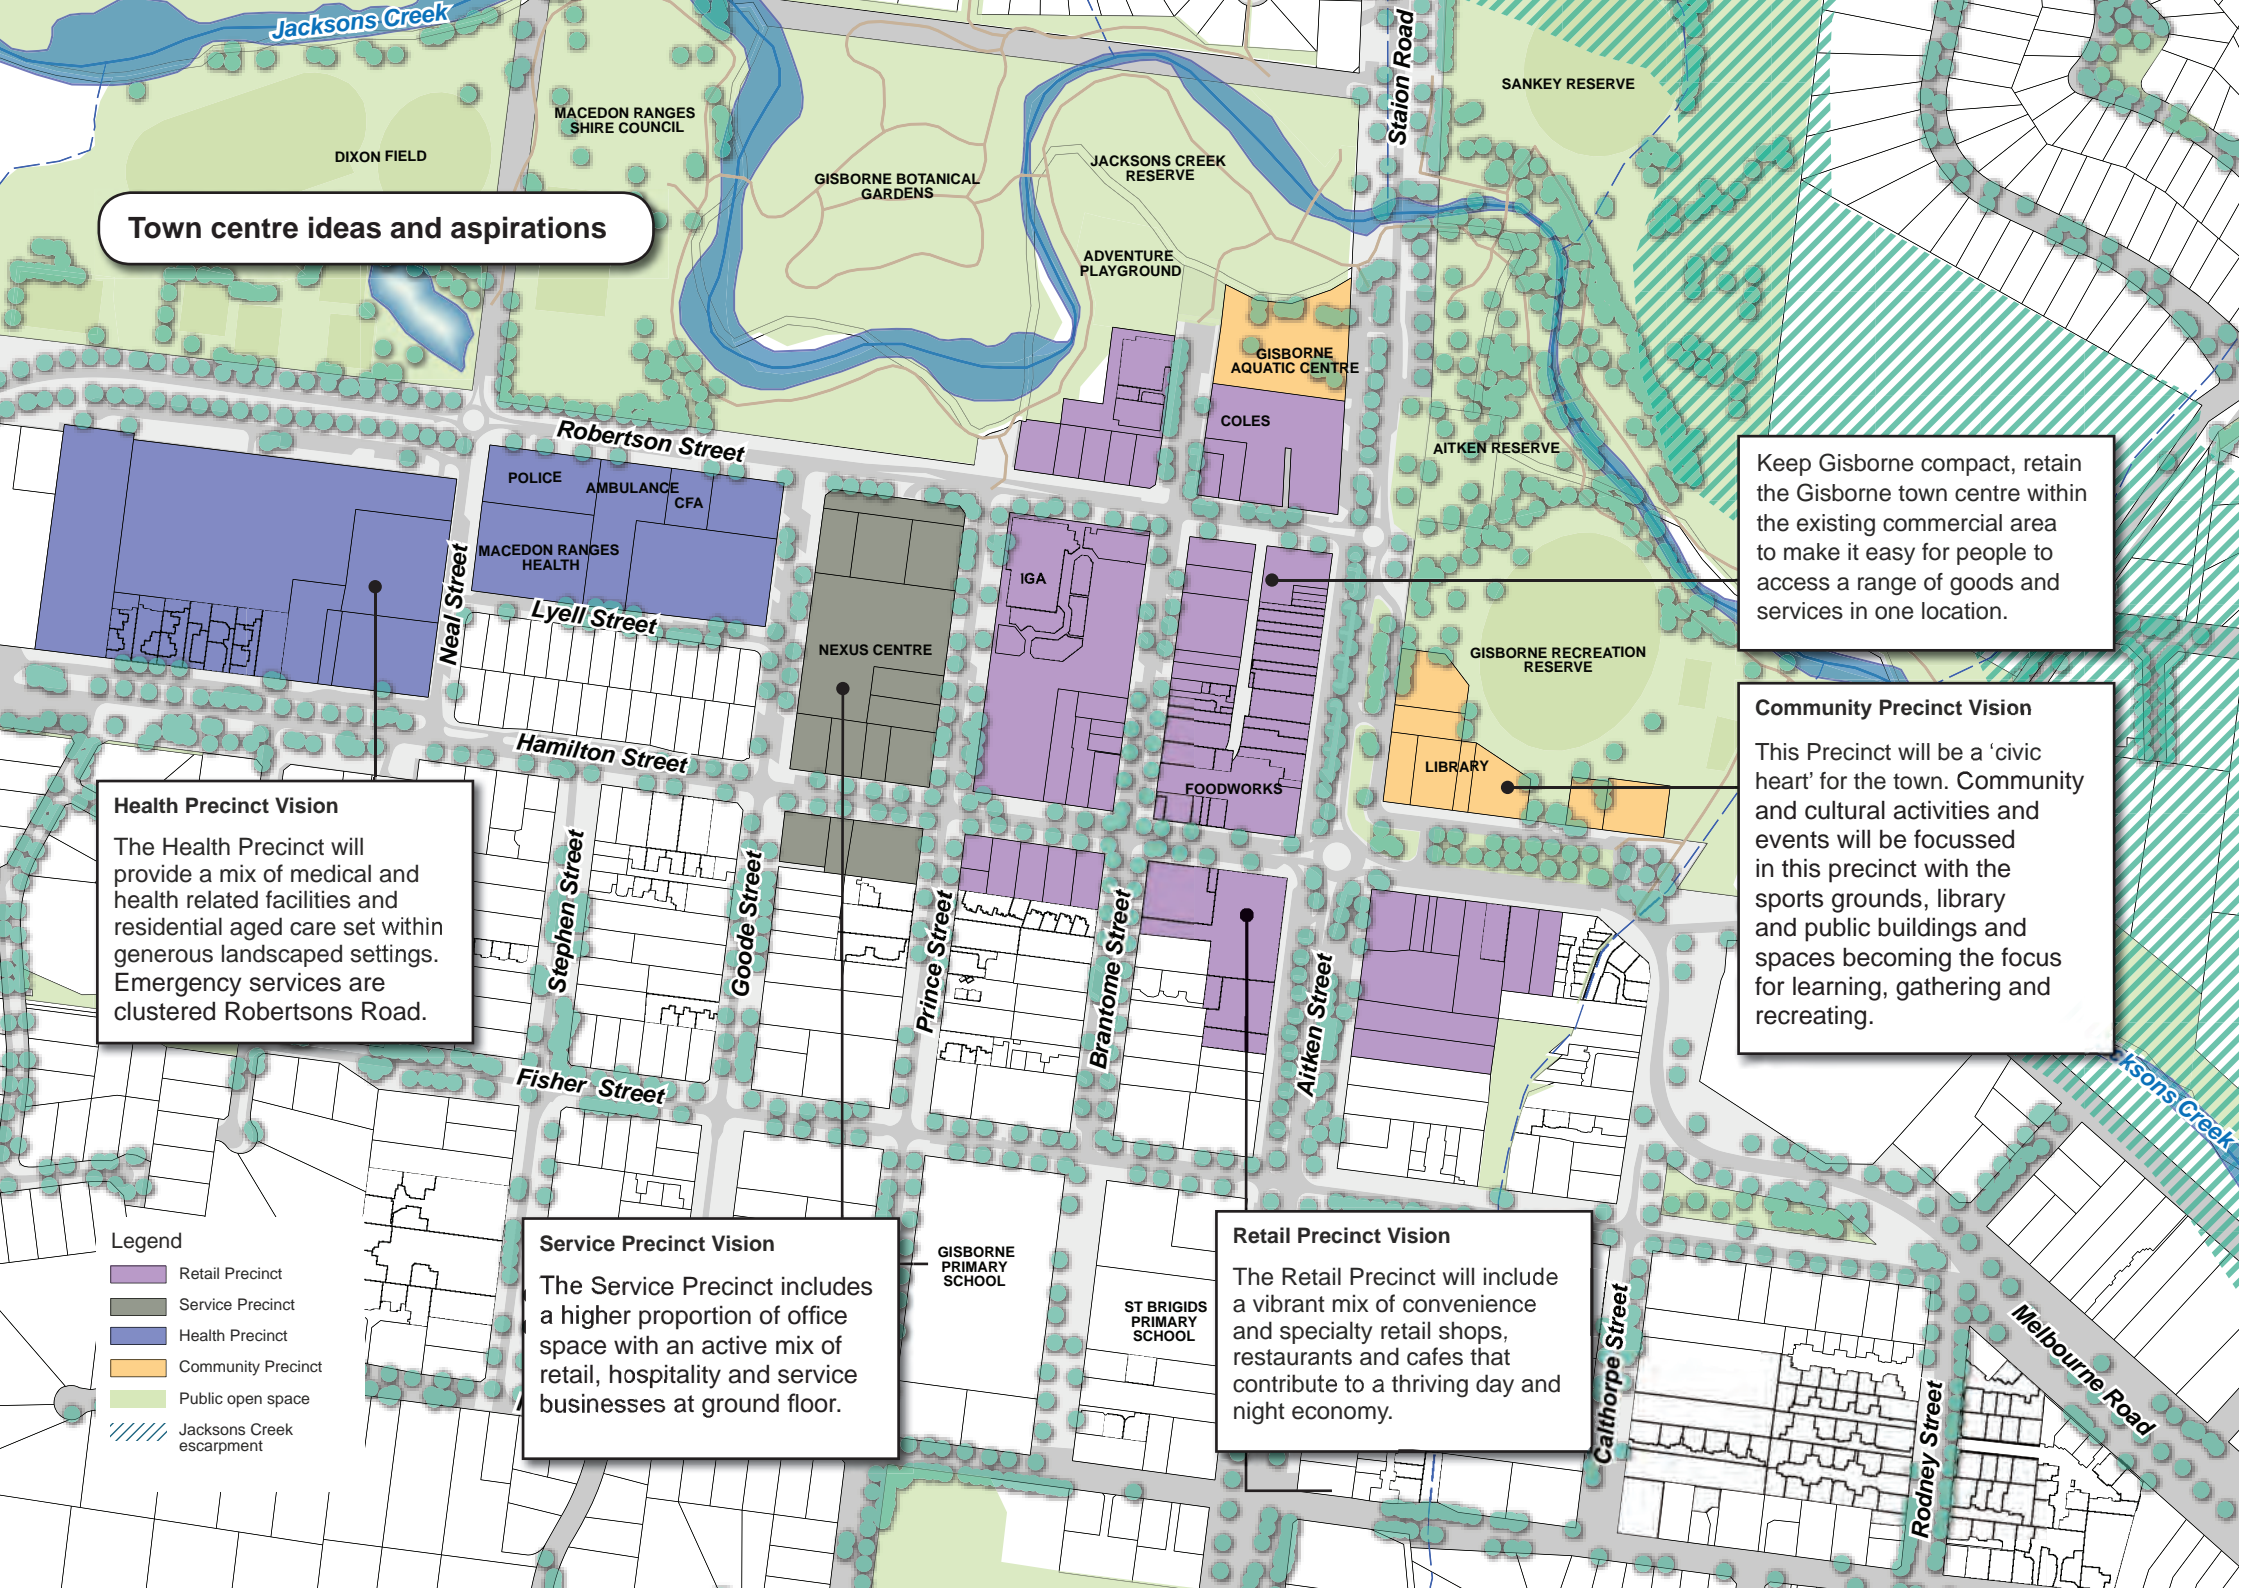 Jacksons Creek
Staion Road
SANKEY RESERVE
MACEDON RANGES
SHIRE COUNCIL
DIXON FIELD
GISBORNE BOTANICAL
GARDENS
JACKSONS CREEK
RESERVE
Town centre ideas and aspirations
ADVENTURE
PLAYGROUND
GISBORNE
AQUATIC CENTRE
COLES
Robertson Street
AITKEN RESERVE
POLICE
AMBULANCE
CFA
MACEDON RANGES
HEALTH
Neal Street
Lyell Street
IGA
NEXUS CENTRE
GISBORNE RECREATION
RESERVE
Keep Gisborne compact, retain
the Gisborne town centre within
the existing commercial area
to make it easy for people to
access a range of goods and
services in one location.
Hamilton Street
LIBRARY
FOODWORKS
Community Precinct Vision
This Precinct will be a ‘civic
heart’ for the town. Community
and cultural activities and
events will be focussed
in this precinct with the
sports grounds, library
and public buildings and
spaces becoming the focus
for learning, gathering and
recreating.
Health Precinct Vision
The Health Precinct will
provide a mix of medical and
health related facilities and
residential aged care set within
generous landscaped settings.
Emergency services are
clustered Robertsons Road.
Stephen Street
Goode Street
Prince Street
Brantome Street
Aitken Street
Fisher Street
cksons Creek
Legend
Retail Precinct
Service Precinct
Health Precinct
Community Precinct
Public open space
Jacksons Creek
escarpment
Service Precinct Vision
The Service Precinct includes
a higher proportion of office
space with an active mix of
retail, hospitality and service
businesses at ground floor.
GISBORNE
PRIMARY
SCHOOL
ST BRIGIDS
PRIMARY
SCHOOL
Retail Precinct Vision
The Retail Precinct will include
a vibrant mix of convenience
and specialty retail shops,
restaurants and cafes that
contribute to a thriving day and
night economy.
Calthorpe Street
Melbourne Road
Rodney Street